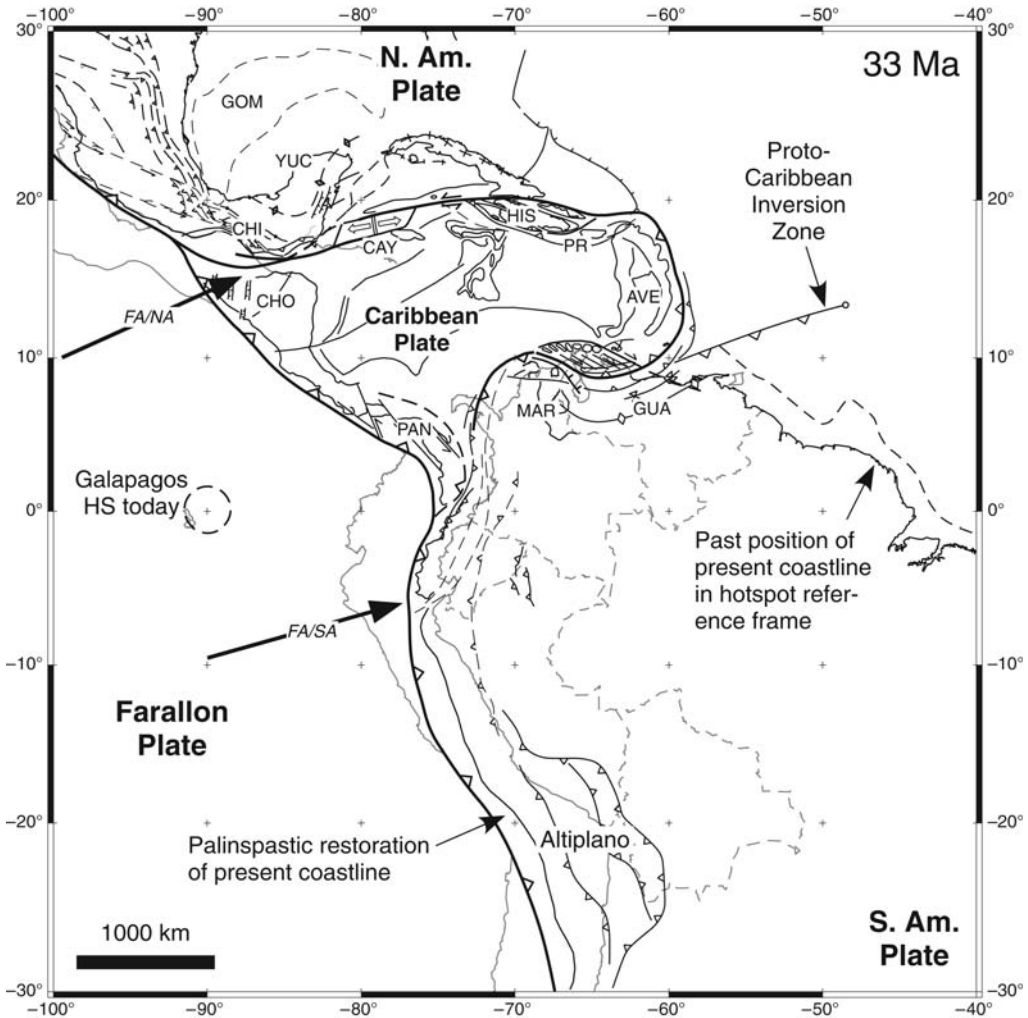 −100° −90° −80° −70° −60° −50° −40°
30° 30°
N. Am.
Plate
33 Ma
GOM
YUC
Proto-
Caribbean
Inversion
Zone
20° 20°
CHI
HIS
CAY
PR
CHO
AVE
FA/NA
Caribbean
Plate
10° 10°
MAR
GUA
PAN
Galapagos
HS today
0° 0°
Past position of
present coastline
in hotspot refer-
ence frame
FA/SA
−10° −10°
Farallon
Plate
−20° −20°
Palinspastic restoration
of present coastline
Altiplano
1000 km
S. Am.
Plate
−30° −30°
−100° −90° −80° −70° −60° −50° −40°